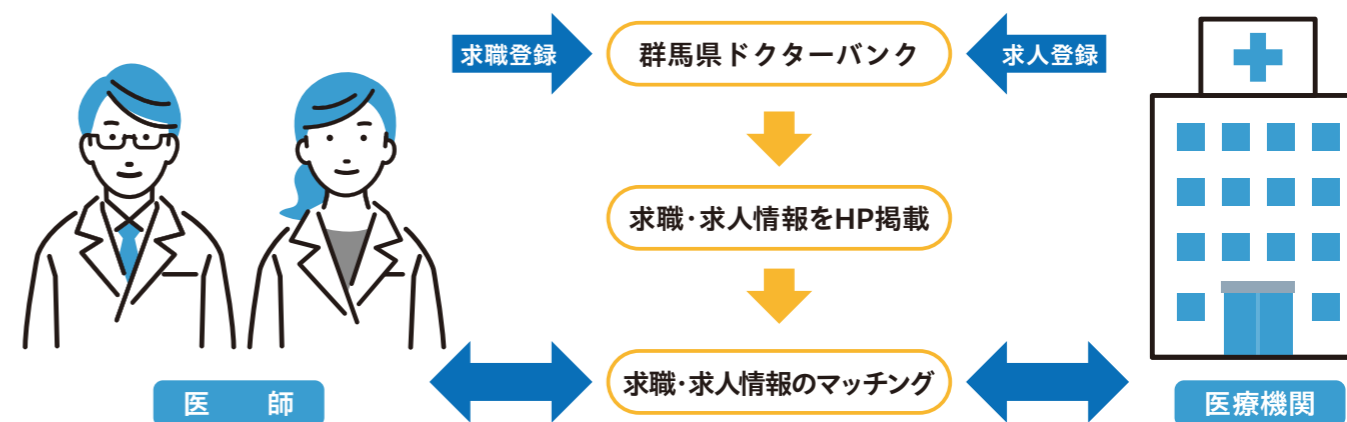 求職登録
群馬県ドクターバンク
求人登録
求職・求人情報をHP掲載
求職・求人情報のマッチング
医　師
医療機関